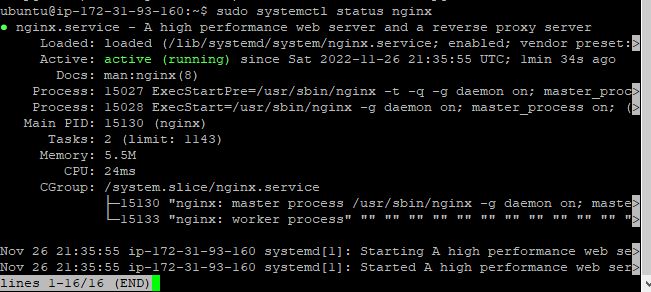 ubuntu@ip-172-31-93-160:~$ sudo systemctl status nginx
● nginx.service - A high performance web server and a reverse proxy server
Loaded: loaded (/lib/systemd/system/nginx.service; enabled; vendor preset:>
Active: active (running) since Sat 2022-11-26 21:35:55 UTC; 1min 34s ago
Docs: man:nginx(8)
Process: 15027 ExecStartPre=/usr/sbin/nginx -t -q -g daemon on; master_proc>
Process: 15028 ExecStart=/usr/sbin/nginx -g daemon on; master_process on; (>
Main PID: 15130 (nginx)
Tasks: 2 (limit: 1143)
Memory: 5.5M
CPU: 24ms
CGroup: /system.slice/nginx.service
├─15130 "nginx: master process /usr/sbin/nginx -g daemon on; maste>
└─15133 "nginx: worker process" "" "" "" "" "" "" "" "" "" "" "" ">
Nov 26 21:35:55 ip-172-31-93-160 systemd[1]: Starting A high performance web se>
Nov 26 21:35:55 ip-172-31-93-160 systemd[1]: Started A high performance web ser>
lines 1-16/16 (END)